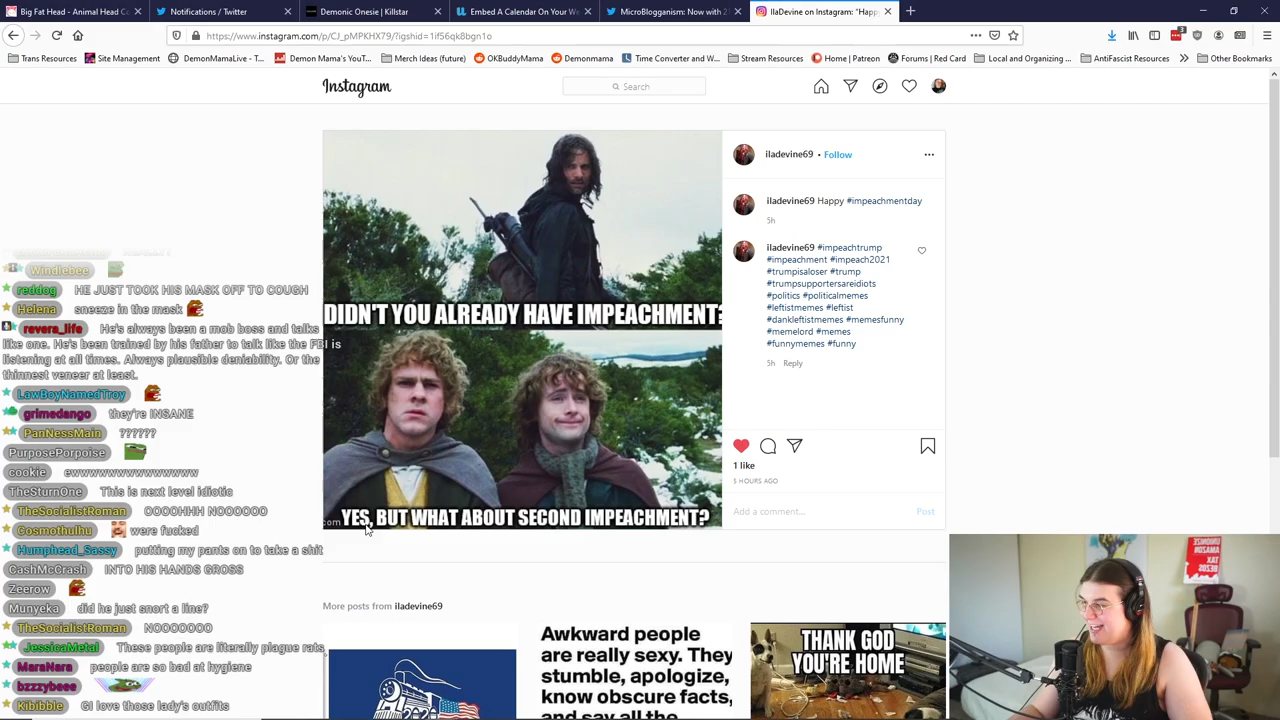 Big Fat Head - Animal Head Co
Notifications / Twitter
Demonic Onesie | Killstar
Embed A Calendar On Your We
MicroBlogganism: Now with 2
IlaDevine on Instagram: "Happ
https://www.instagram.com/p/CJ_pMPKHX79/?igshid=1if56qk8bgn1o
3
Trans Resources
Site Management
DemonMamaLive - T...
Demon Mama's YouT...
Merch Ideas (future)
OKBuddyMama
Demonmama
Time Converter and W...
Stream Resources
Home | Patreon
Forums | Red Card
Local and Organizing ...
AntiFascist Resources
Other Bookmarks
Instagram
Search
DIDN'T YOU ALREADY HAVE IMPEACHMENT?
YES, BUT WHAT ABOUT SECOND IMPEACHMENT?
com
iladevine69 • Follow
iladevine69 Happy #impeachmentday
5h
iladevine69 #impeachtrump
#impeachment #impeach2021
#trumpisaloser #trump
#trumpsupportersareidiots
#politics #politicalmemes
#leftistmemes #leftist
#dankleftistmemes #memesfunny
#memelord #memes
#funnymemes #funny
5h Reply
1 like
5 HOURS AGO
Add a comment...
Post
Windlebee
reddog HE JUST TOOK HIS MASK OFF TO COUGH
Helena sneeze in the mask
revera_life He's always been a mob boss and talks
like one. He's been trained by his father to talk like the FBI is
listening at all times. Always plausible deniability. Or the
thinnest veneer at least.
LawBoyNamedTroy
grimedango they're INSANE
PanNessMain ??????
PurposePorpoise
cookie ewwwwwwwwwwwww
TheSturnOne This is next level idiotic
TheSocialistRoman OOOOHHH NOOOOOO
Cosmothulhu were fucked
Humphead_Sassy putting my pants on to take a shit
CashMcCrash INTO HIS HANDS GROSS
Zeerow
Munyeka did he just snort a line?
TheSocialistRoman NOOOOOOO
JessicaMetal These people are literally plague rats
MaraNara people are so bad at hygiene
bzzzybeee
Kibibble GI love those lady's outfits
More posts from iladevine69
Awkward people
are really sexy. They
stumble, apologize,
know obscure facts,
and say all the
THANK GOD
YOU'RE HOME